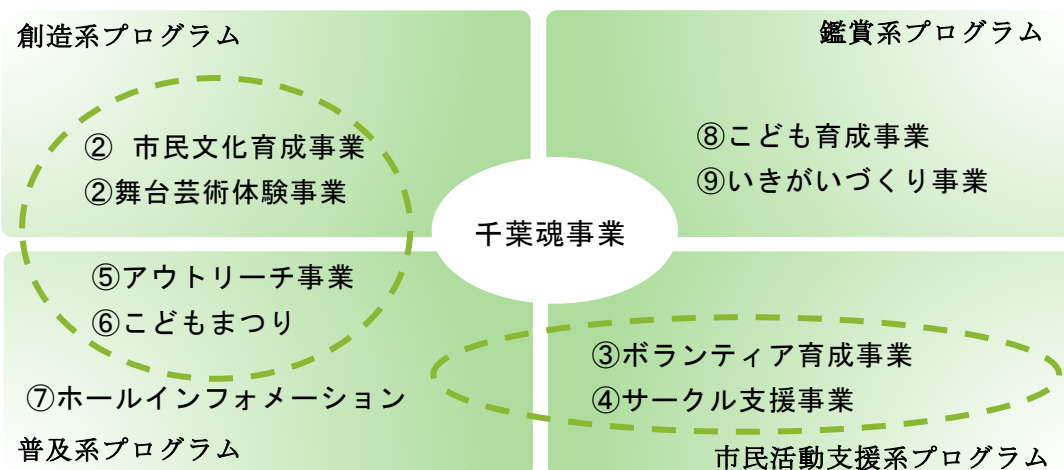 創造系プログラム
② 市民文化育成事業
②舞台芸術体験事業
鑑賞系プログラム
⑧こども育成事業
⑨いきがいづくり事業
千葉魂事業
⑤アウトリーチ事業
⑥こどもまつり
⑦ホールインフォメーション
普及系プログラム
③ボランティア育成事業
④サークル支援事業
市民活動支援系プログラム